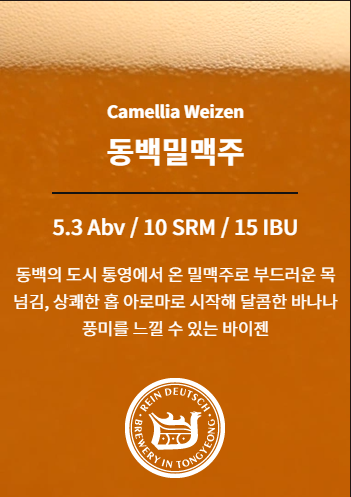 Camellia Weizen
동백밀맥주
5.3 Abv / 10 SRM / 15 IBU
동백의 도시 통영에서 온 밀맥주로 부드러운 목
넘김, 상쾌한 홉 아로마로 시작해 달콤한 바나나
풍미를 느낄 수 있는 바이젠
· REIN DEUTSCH ·
BREWERY IN TONGYEONG